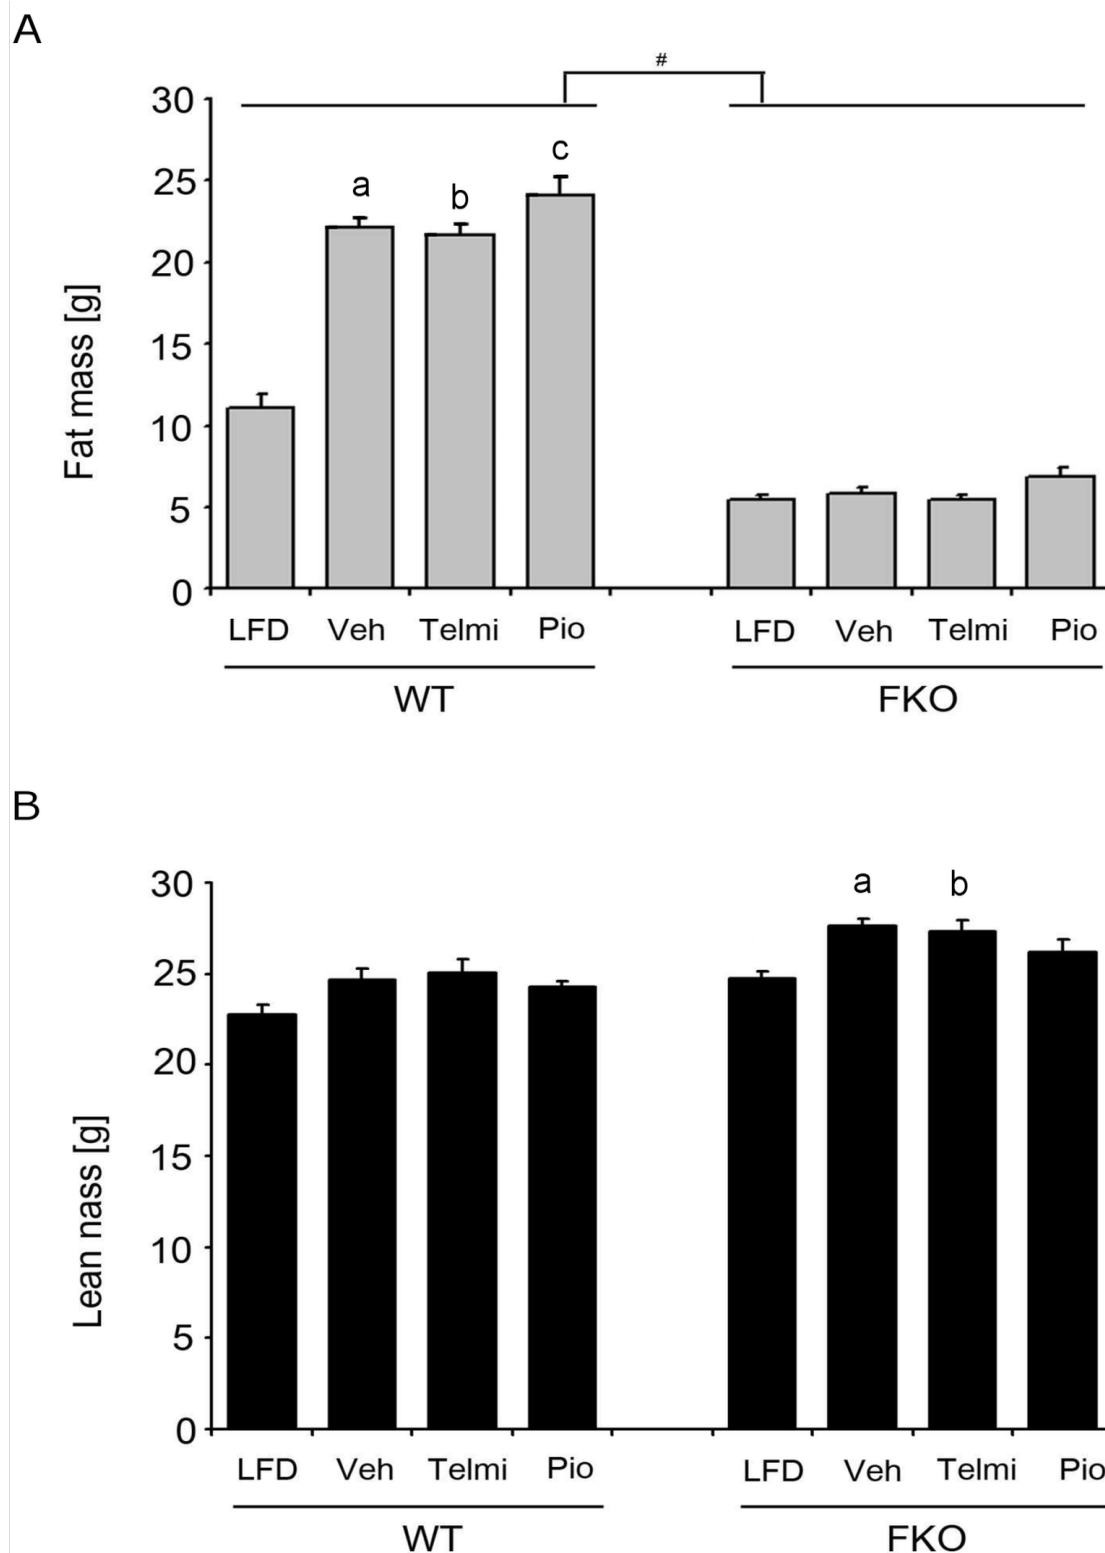 A
#
30
c
25
a
b
20
15
10
5
0
Fat mass [g]
LFD Veh Telmi Pio LFD Veh Telmi Pio
WT FKO
B
30
a b
25
20
15
10
5
0
Lean nass [g]
LFD Veh Telmi Pio LFD Veh Telmi Pio
WT FKO